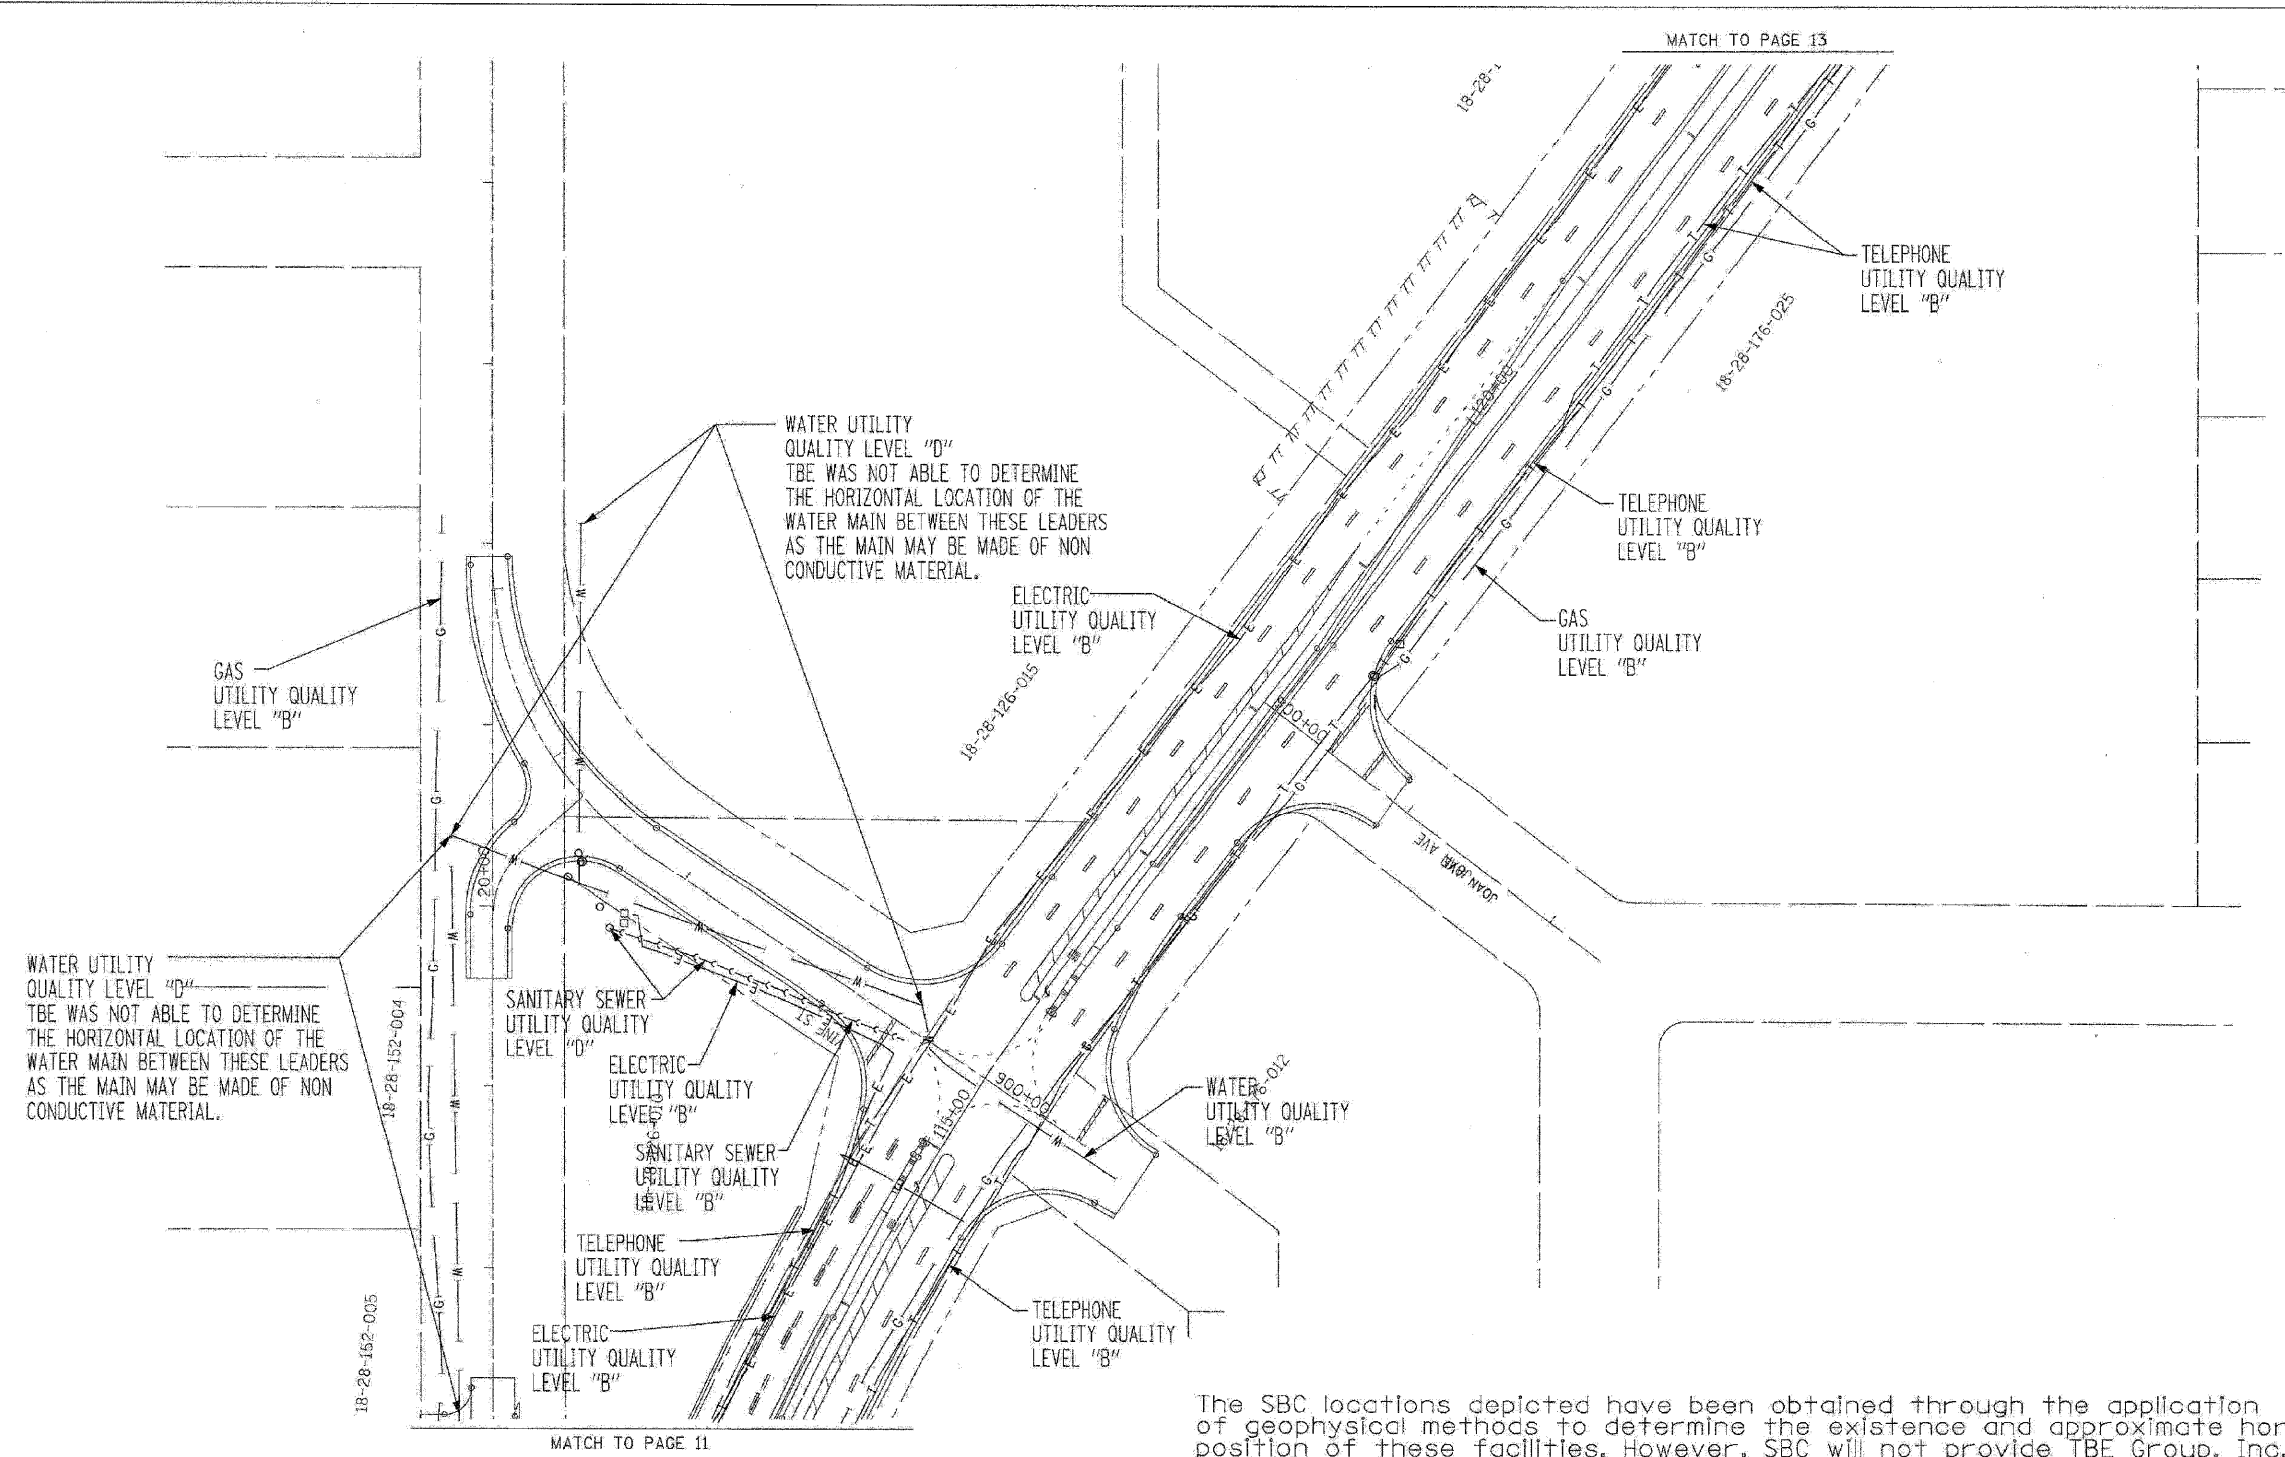 MATCH TO PAGE 13
18-28-1
TELEPHONE
UTILITY QUALITY
LEVEL "B"
18-28-176-025
120+00
WATER UTILITY
QUALITY LEVEL "D"
TBE WAS NOT ABLE TO DETERMINE
THE HORIZONTAL LOCATION OF THE
WATER MAIN BETWEEN THESE LEADERS
AS THE MAIN MAY BE MADE OF NON
CONDUCTIVE MATERIAL.
TELEPHONE
UTILITY QUALITY
LEVEL "B"
ELECTRIC
UTILITY QUALITY
LEVEL "B"
GAS
UTILITY QUALITY
LEVEL "B"
GAS
UTILITY QUALITY
LEVEL "B"
18-28-126-015
00+00
AVE
20+00
WATER UTILITY
QUALITY LEVEL "D"
TBE WAS NOT ABLE TO DETERMINE
THE HORIZONTAL LOCATION OF THE
WATER MAIN BETWEEN THESE LEADERS
AS THE MAIN MAY BE MADE OF NON
CONDUCTIVE MATERIAL.
18-28-152-004
SANITARY SEWER
UTILITY QUALITY
LEVEL "D"
VINE ST
ELECTRIC
UTILITY QUALITY
LEVEL "B"
SANITARY SEWER
UTILITY QUALITY
LEVEL "B"
115+00
WATER
UTILITY QUALITY
LEVEL "B"
TELEPHONE
UTILITY QUALITY
LEVEL "B"
TELEPHONE
UTILITY QUALITY
LEVEL "B"
ELECTRIC
UTILITY QUALITY
LEVEL "B"
18-28-152-005
MATCH TO PAGE 11
The SBC locations depicted have been obtained through the application
of geophysical methods to determine the existence and approximate hor
position of these facilities. However, SBC will not provide TBE Group, Inc.